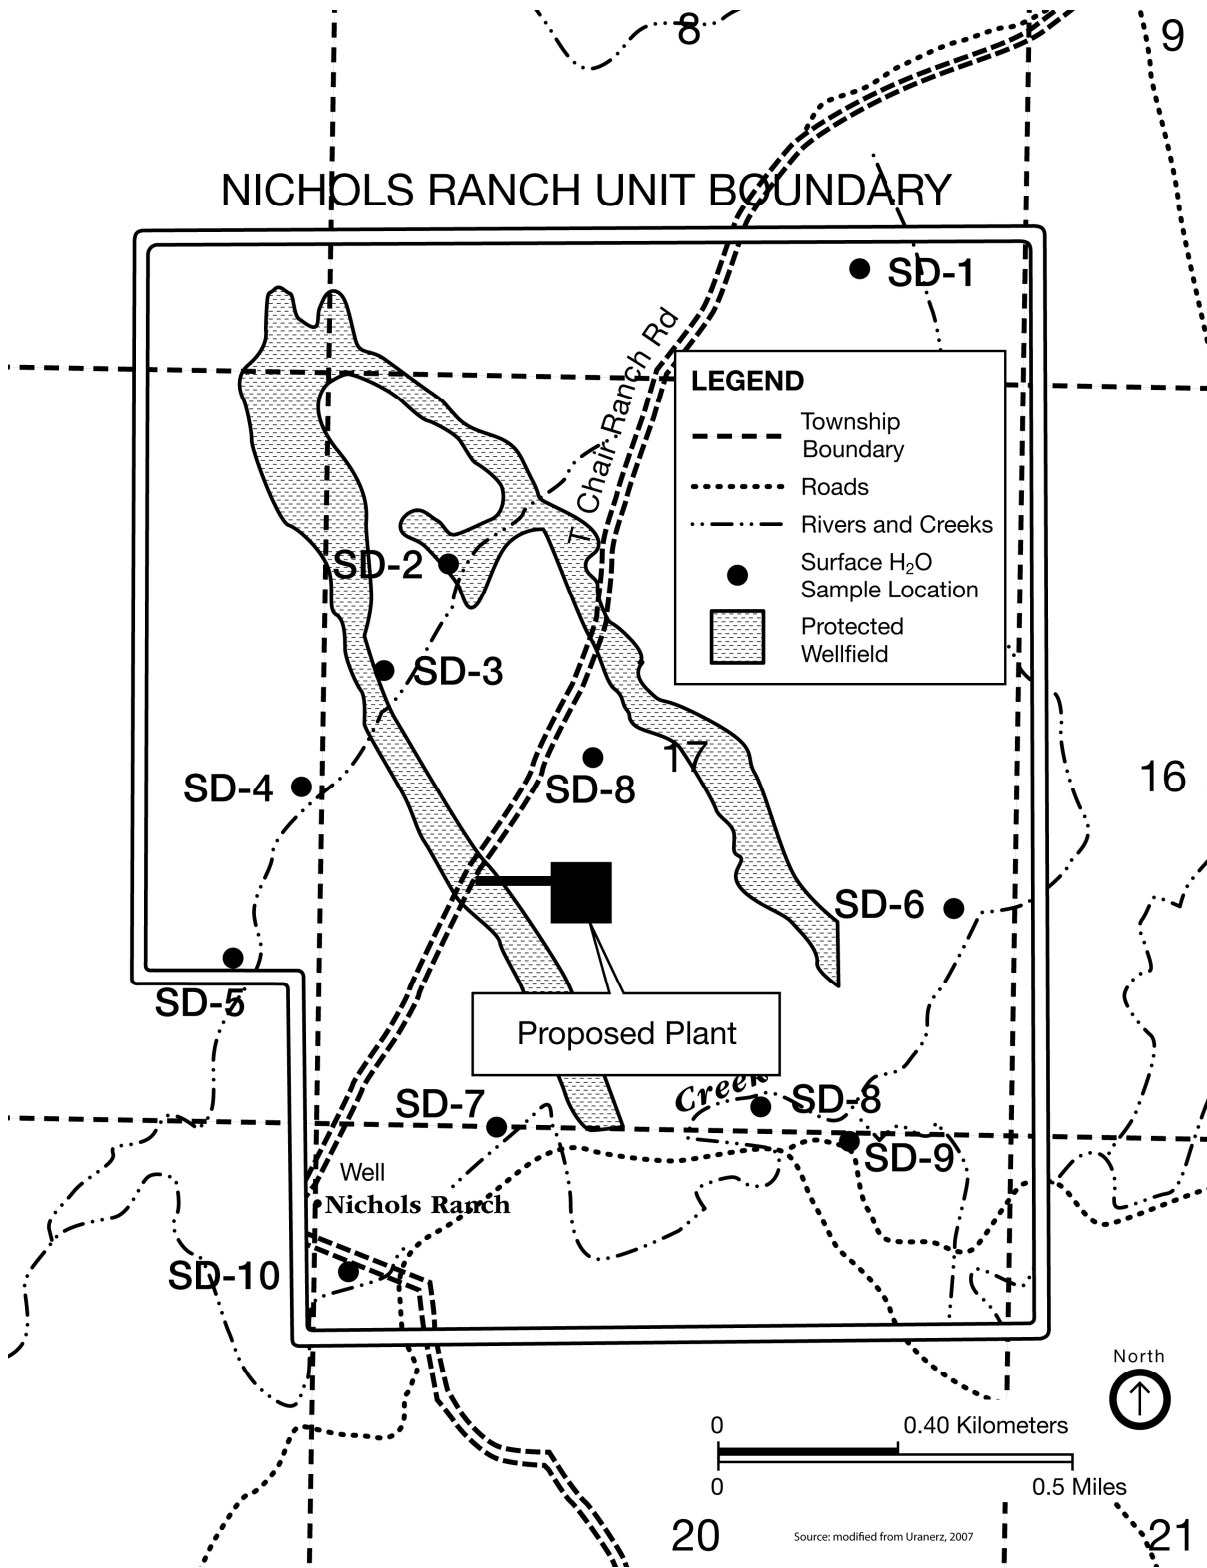 8
9
NICHOLS RANCH UNIT BOUNDARY
SD-1
T Chair Ranch Rd
LEGEND
Township
Boundary
Roads
Rivers and Creeks
Surface H₂O
Sample Location
Protected
Wellfield
SD-2
SD-3
17
16
SD-4
SD-8
SD-6
SD-5
Proposed Plant
Creek
SD-7
SD-8
SD-9
Well
Nichols Ranch
SD-10
North
0
0.40 Kilometers
0
0.5 Miles
20
Source: modified from Uranerz, 2007
21